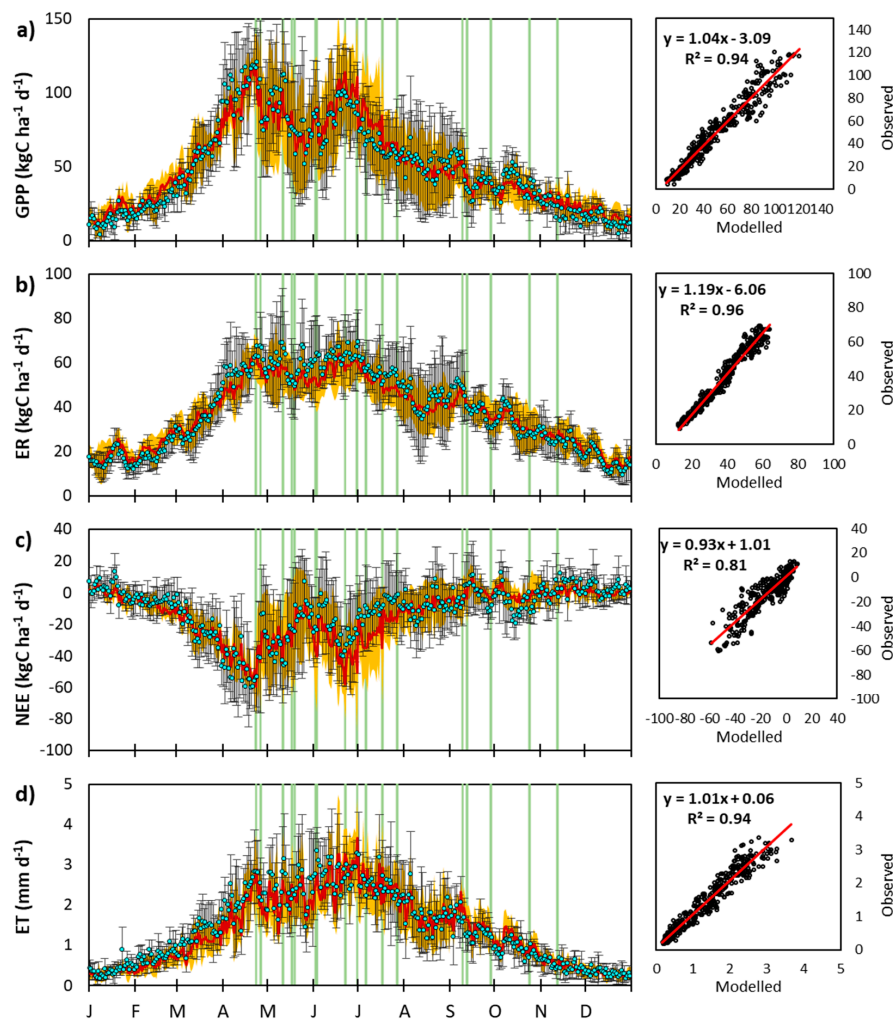 a)
GPP (kgC ha⁻¹ d⁻¹)
150
100
50
0
y = 1.04x - 3.09
R² = 0.94
140
120
100
80
60
40
20
0
Observed
0 20 40 60 80 100 120 140
Modelled
b)
ER (kgC ha⁻¹ d⁻¹)
100
80
60
40
20
0
y = 1.19x - 6.06
R² = 0.96
100
80
60
40
20
0
Observed
0 20 40 60 80 100
Modelled
c)
NEE (kgC ha⁻¹ d⁻¹)
40
20
0
-20
-40
-60
-80
-100
y = 0.93x + 1.01
R² = 0.81
40
20
0
-20
-40
-60
-80
-100
Observed
-100 -80 -60 -40 -20 0 20 40
Modelled
d)
ET (mm d⁻¹)
5
4
3
2
1
0
J F M A M J J A S O N D
y = 1.01x + 0.06
R² = 0.94
5
4
3
2
1
0
Observed
0 1 2 3 4 5
Modelled